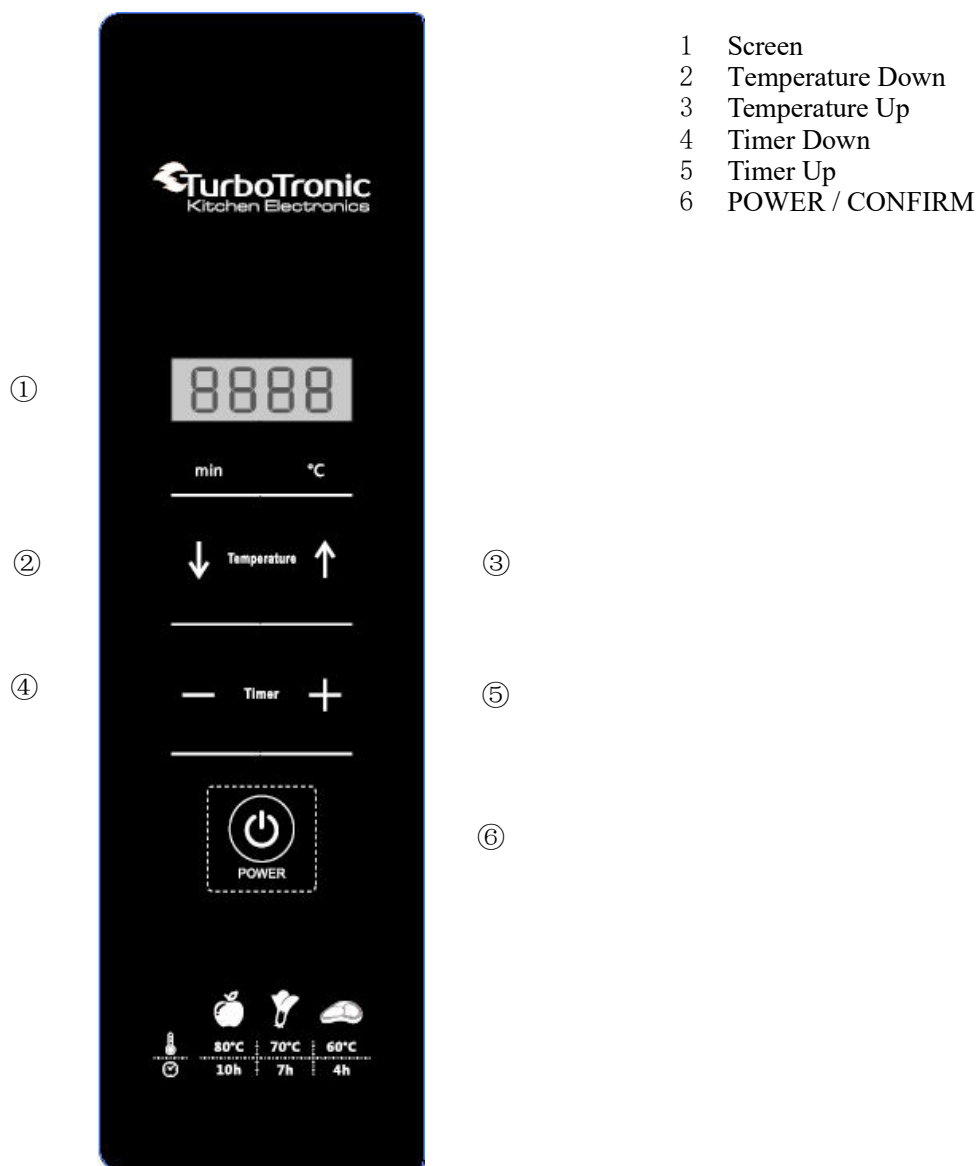 1 Screen
2 Temperature Down
3 Temperature Up
4 Timer Down
5 Timer Up
6 POWER / CONFIRM
TurboTronic
Kitchen Electronics
① 8888
min °C
② ↓ Temperature ↑ ③
④ — Timer + ⑤
⑥
POWER
80°C 70°C 60°C
10h 7h 4h